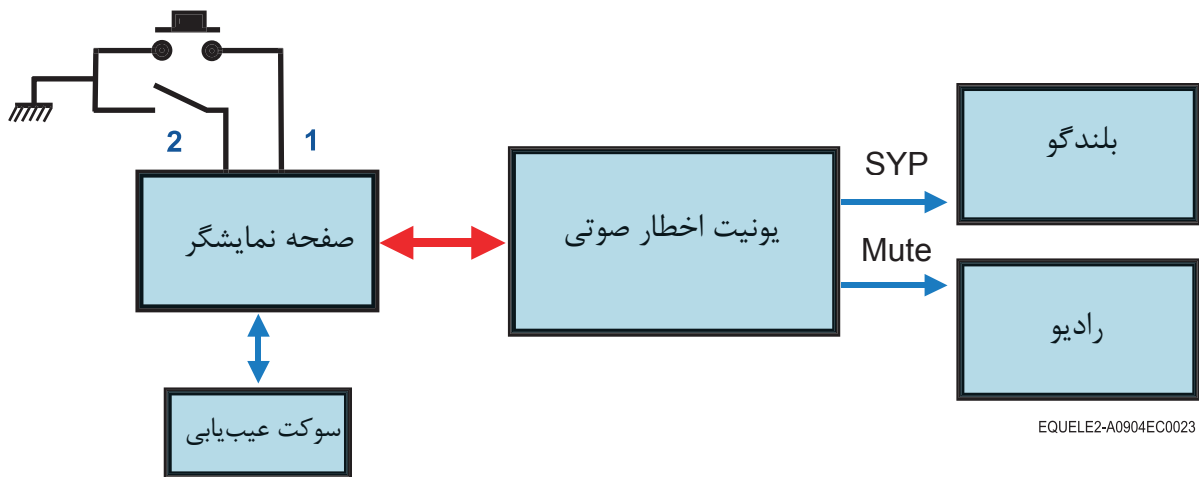 2
1
صفحه نمایشگر
سوکت عیب‌یابی
یونیت اخطار صوتی
SYP
Mute
بلندگو
رادیو
EQUELE2-A0904EC0023